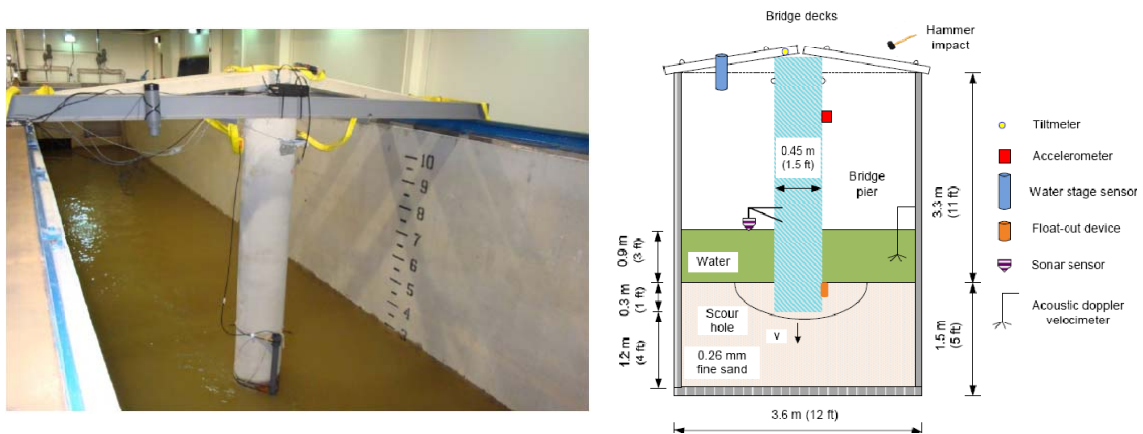 10
9
8
7
6
5
4
3
Bridge decks
Hammer
impact
0.45 m
(1.5 ft)
Bridge
pier
3.3 m
(11 ft)
0.9 m
(3 ft)
Water
0.3 m
(1 ft)
Scour
hole
v
1.2 m
(4 ft)
0.26 mm
fine sand
1.5 m
(5 ft)
3.6 m (12 ft)
Tiltmeter
Accelerometer
Water stage sensor
Float-out device
Sonar sensor
Acoustic doppler
velocimeter